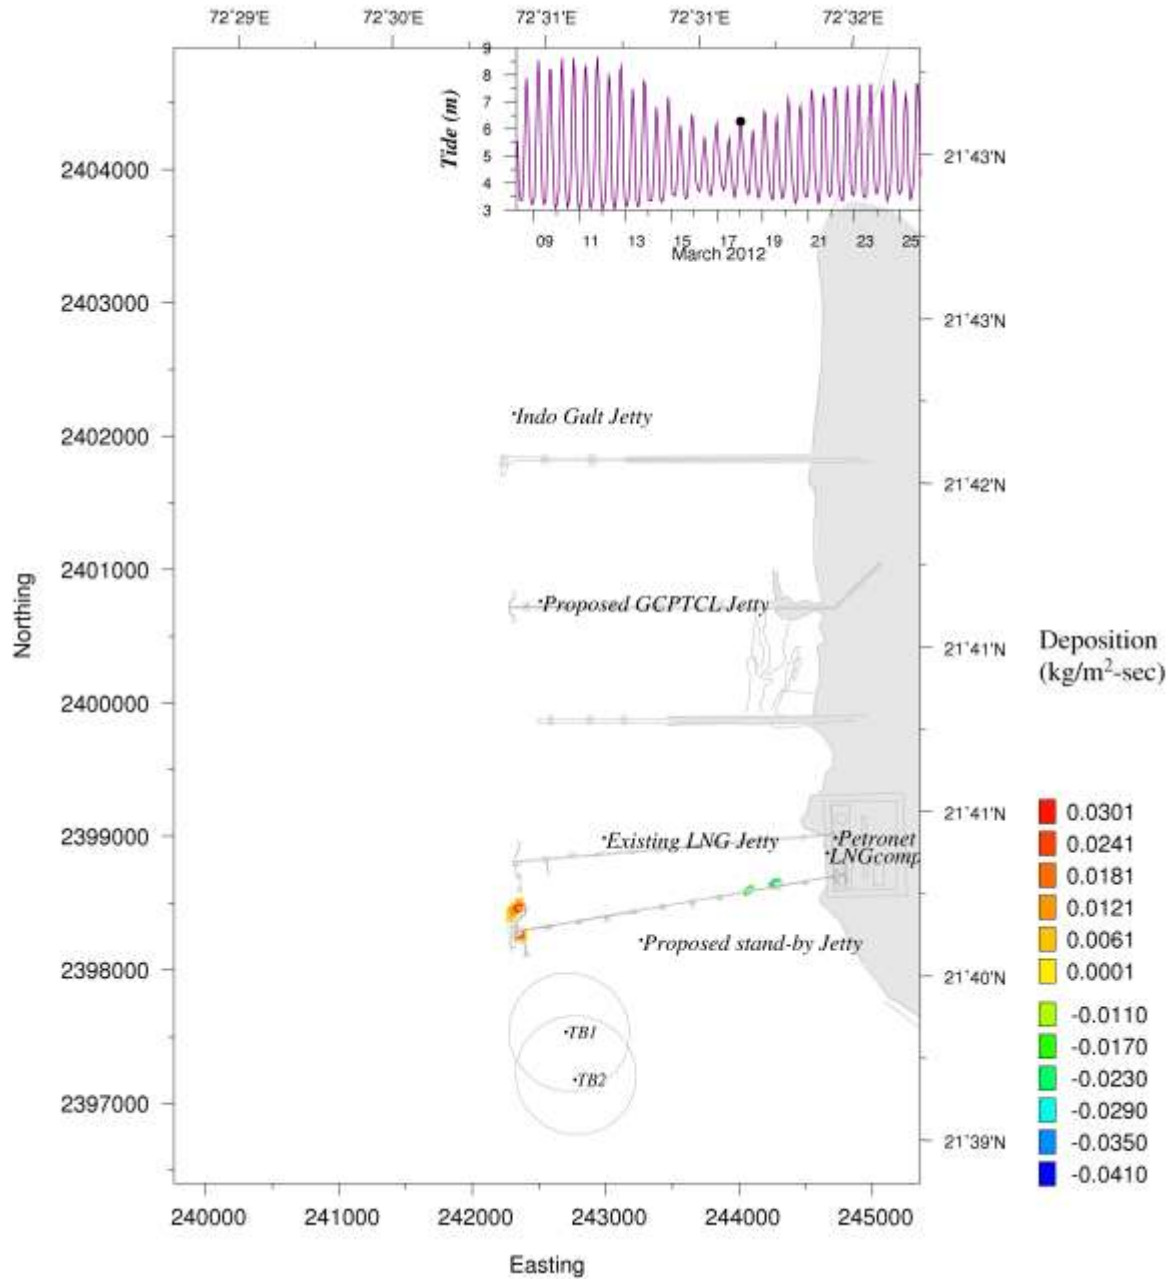 72°29'E 72°30'E 72°31'E 72°31'E 72°32'E
Tide (m)
9
8
7
6
5
4
3
09 11 13 15 17 19 21 23 25
March 2012
2404000
2403000
2402000
2401000
2400000
2399000
2398000
2397000
Northing
21°43'N
21°43'N
21°42'N
21°41'N
21°41'N
21°40'N
21°39'N
Indo Gult Jetty
Proposed GCPTCL Jetty
Existing LNG Jetty
Petronet
LNGcomp
Proposed stand-by Jetty
TB1
TB2
240000 241000 242000 243000 244000 245000
Easting
Deposition
(kg/m²-sec)
0.0301
0.0241
0.0181
0.0121
0.0061
0.0001
-0.0110
-0.0170
-0.0230
-0.0290
-0.0350
-0.0410